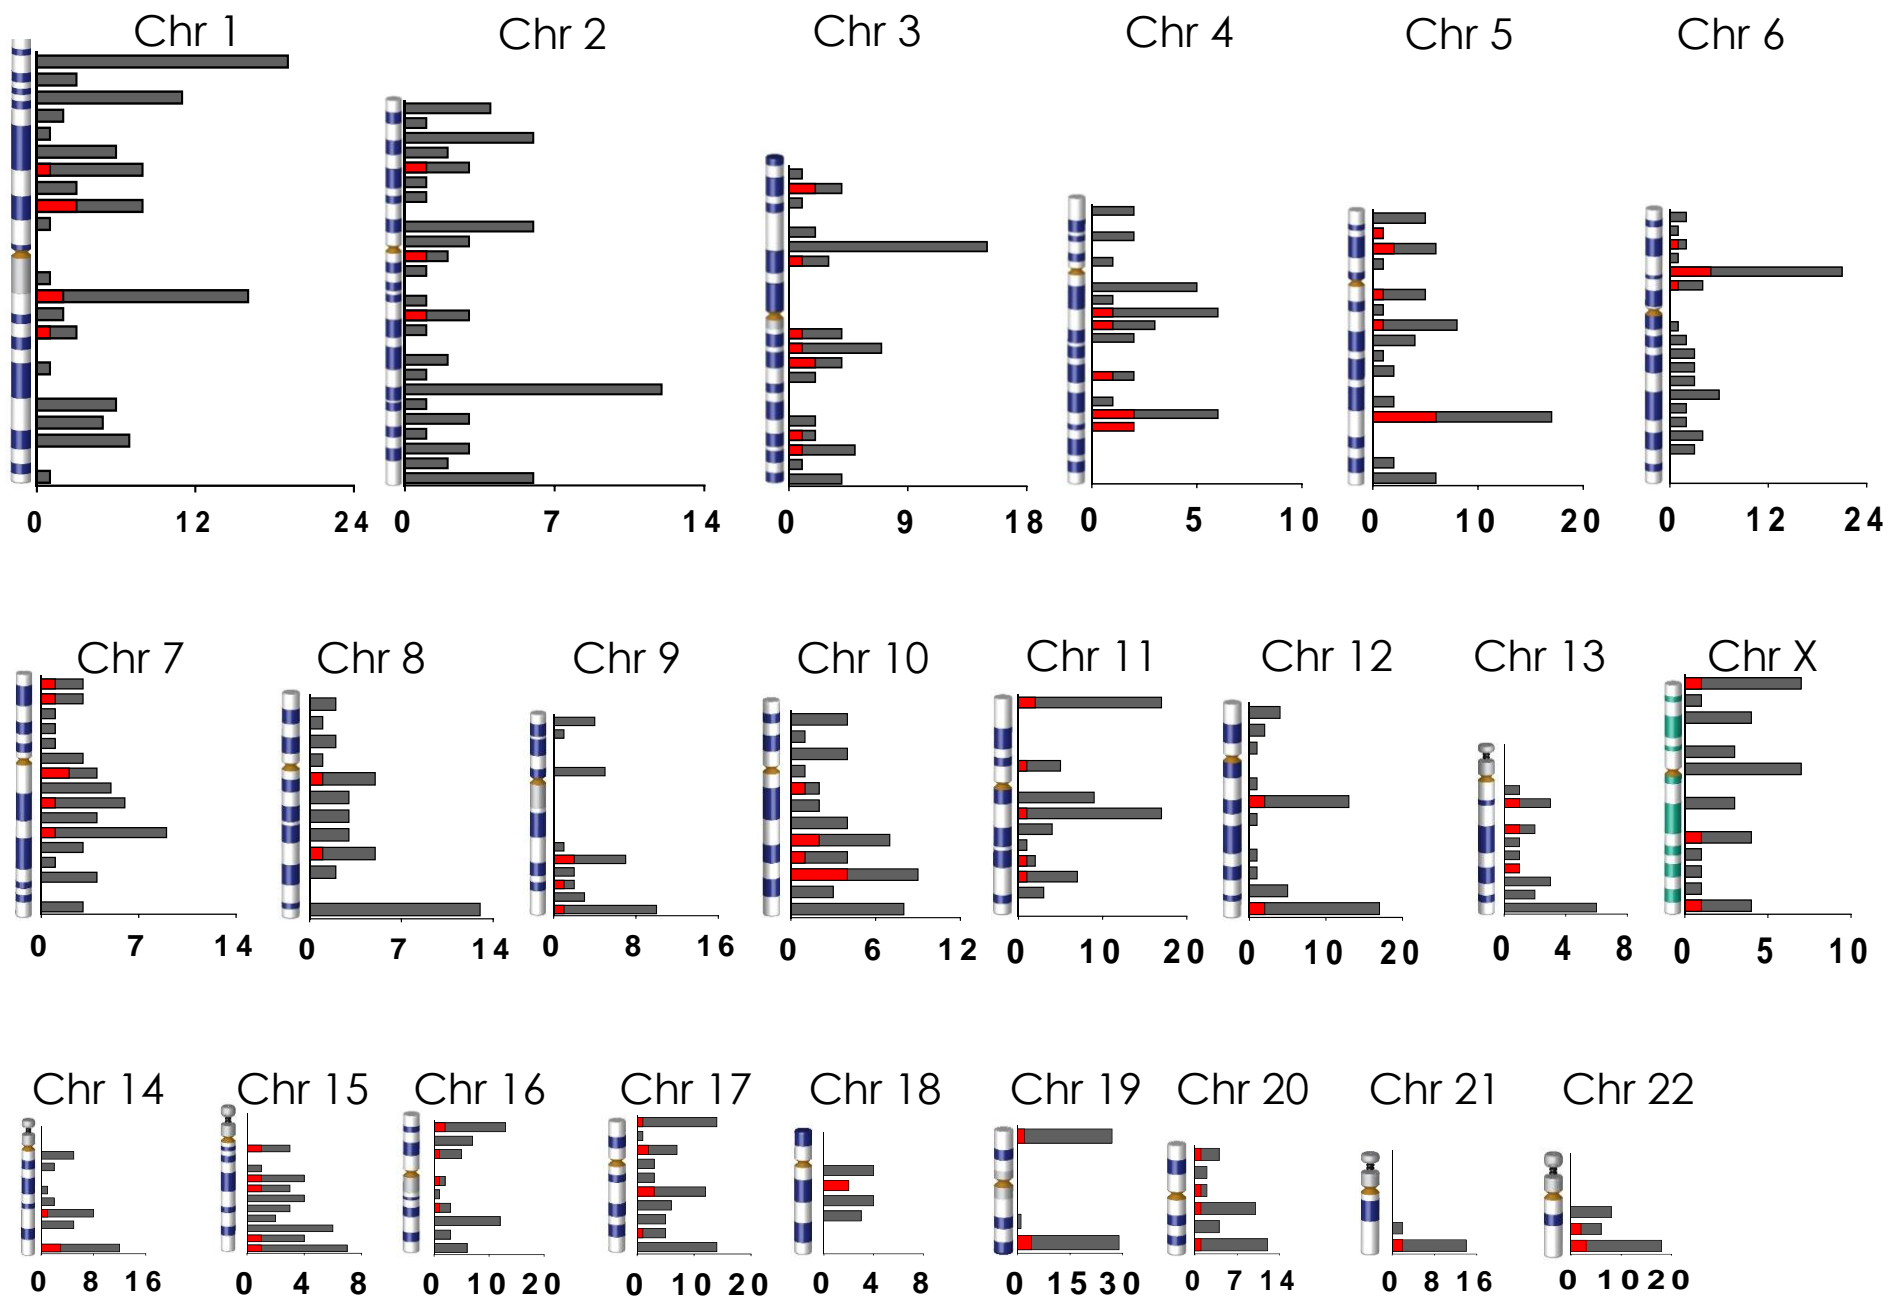 Chr 1 Chr 2 Chr 3 Chr 4 Chr 5 Chr 6
0 12 24 0 7 14 0 9 18 0 5 10 0 10 20 0 12 24
Chr 7 Chr 8 Chr 9 Chr 10 Chr 11 Chr 12 Chr 13 Chr X
0 7 14 0 7 14 0 8 16 0 6 12 0 10 20 0 10 20 0 4 8 0 5 10
Chr 14 Chr 15 Chr 16 Chr 17 Chr 18 Chr 19 Chr 20 Chr 21 Chr 22
0 8 16 0 4 8 0 10 20 0 10 20 0 4 8 0 15 30 0 7 14 0 8 16 0 10 20